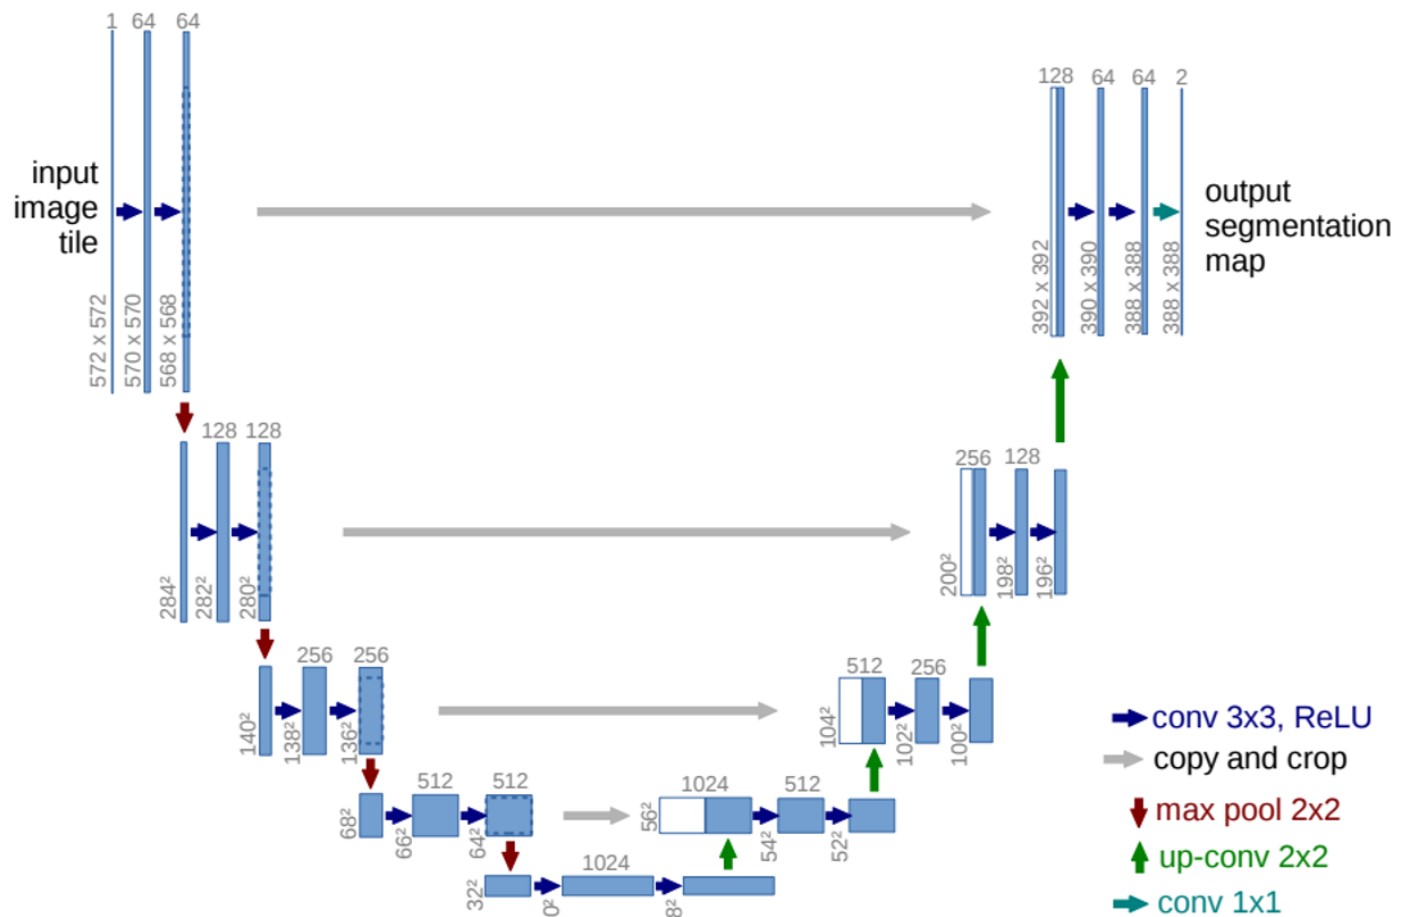 1 64 64
input
image
tile
572 x 572
570 x 570
568 x 568
128 64 64 2
392 x 392
390 x 390
388 x 388
388 x 388
output
segmentation
map
128 128
284²
282²
280²
256 128
200²
198²
196²
256 256
140²
138²
136²
512 256
104²
102²
100²
512 512
68²
66²
64²
1024 512
56²
54²
52²
1024
32²
0²
8²
conv 3x3, ReLU
copy and crop
max pool 2x2
up-conv 2x2
conv 1x1